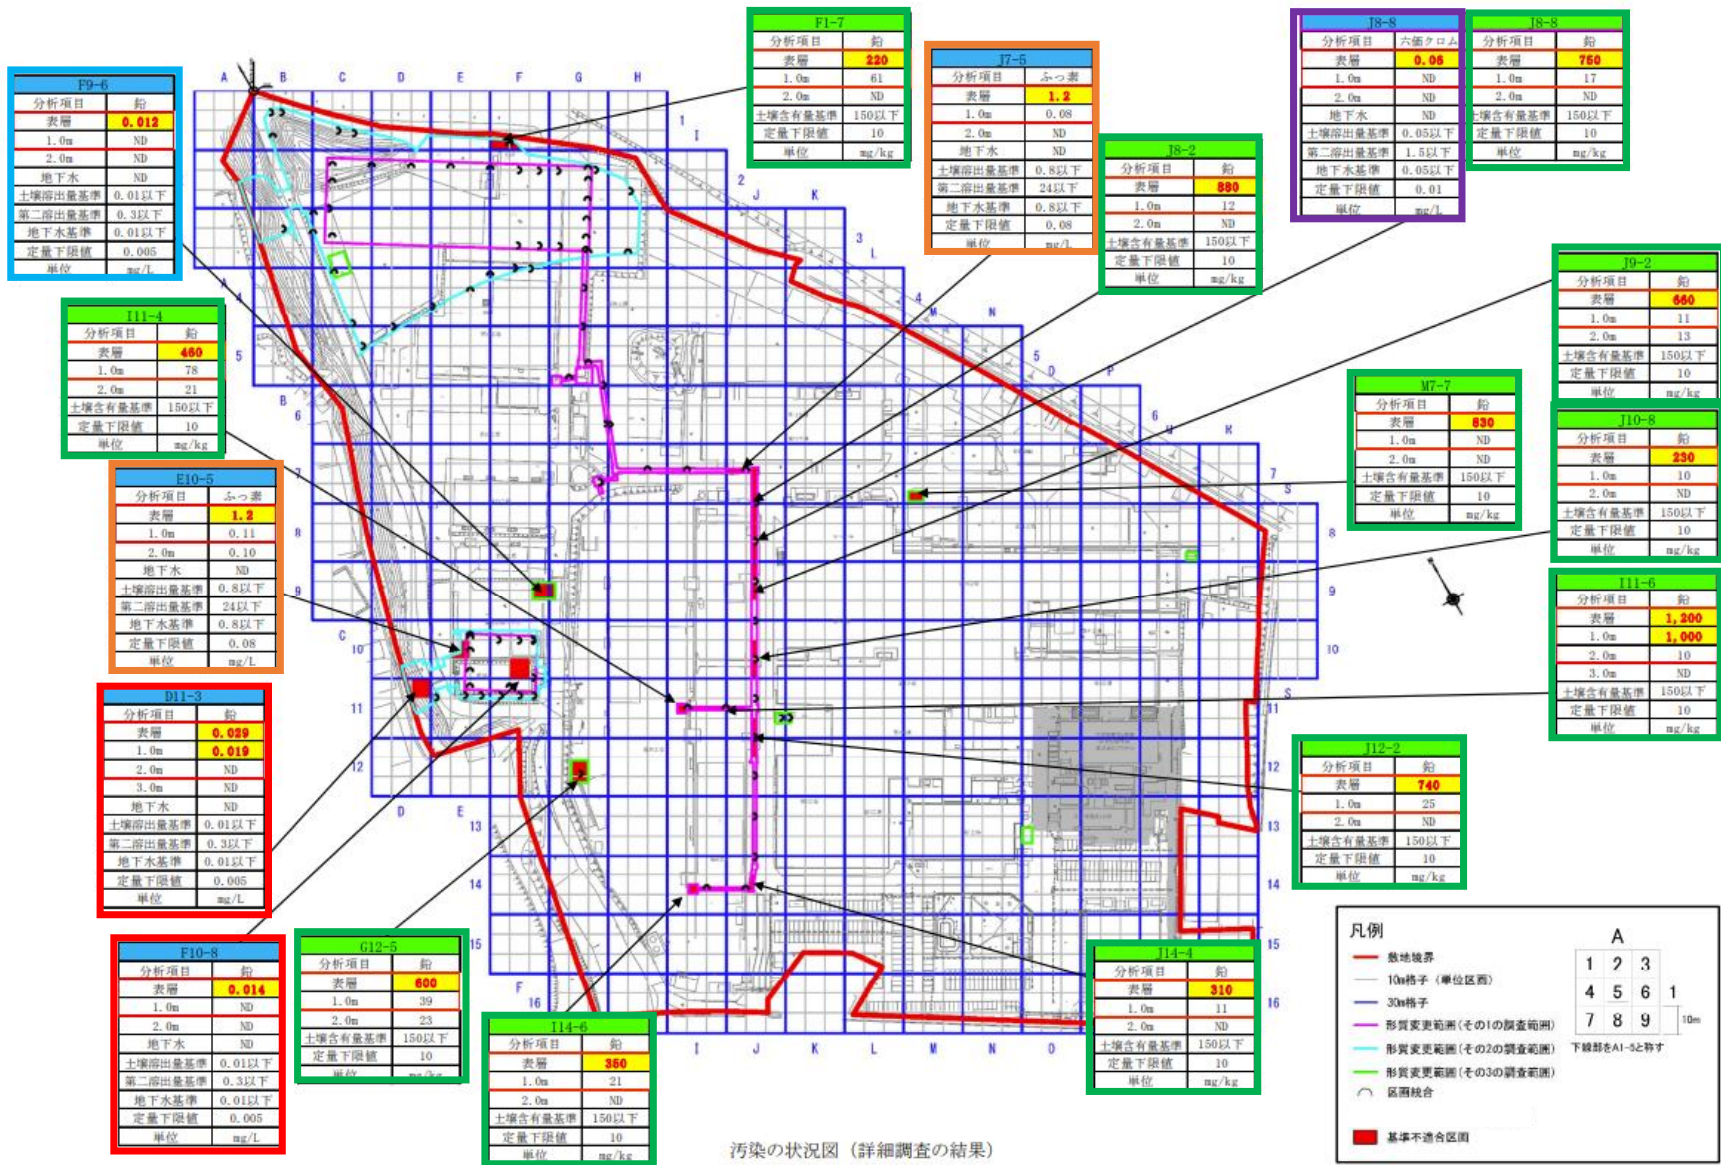 F9-6
分析項目 鉛
表層 0.012
1.0m ND
2.0m ND
地下水 ND
土壌溶出量基準 0.01以下
第二溶出量基準 0.3以下
地下水基準 0.01以下
定量下限値 0.005
単位 mg/L
I11-4
分析項目 鉛
表層 460
1.0m 78
2.0m 21
土壌含有量基準 150以下
定量下限値 10
単位 mg/kg
E10-5
分析項目 ふっ素
表層 1.2
1.0m 0.11
2.0m 0.10
地下水 ND
土壌溶出量基準 0.8以下
第二溶出量基準 24以下
地下水基準 0.8以下
定量下限値 0.08
単位 mg/L
D11-3
分析項目 鉛
表層 0.029
1.0m 0.019
2.0m ND
3.0m ND
地下水 ND
土壌溶出量基準 0.01以下
第二溶出量基準 0.3以下
地下水基準 0.01以下
定量下限値 0.005
単位 mg/L
F10-8
分析項目 鉛
表層 0.014
1.0m ND
2.0m ND
地下水 ND
土壌溶出量基準 0.01以下
第二溶出量基準 0.3以下
地下水基準 0.01以下
定量下限値 0.005
単位 mg/L
G12-5
分析項目 鉛
表層 600
1.0m 39
2.0m 23
土壌含有量基準 150以下
定量下限値 10
単位 mg/kg
I14-6
分析項目 鉛
表層 350
1.0m 21
2.0m ND
土壌含有量基準 150以下
定量下限値 10
単位 mg/kg
F1-7
分析項目 鉛
表層 220
1.0m 61
2.0m ND
土壌含有量基準 150以下
定量下限値 10
単位 mg/kg
J7-5
分析項目 ふっ素
表層 1.2
1.0m 0.08
2.0m ND
地下水 ND
土壌溶出量基準 0.8以下
第二溶出量基準 24以下
地下水基準 0.8以下
定量下限値 0.08
単位 mg/L
J8-2
分析項目 鉛
表層 880
1.0m 12
2.0m ND
土壌含有量基準 150以下
定量下限値 10
単位 mg/kg
J8-8
分析項目 六価クロム
表層 0.06
1.0m ND
2.0m ND
地下水 ND
土壌溶出量基準 0.05以下
第二溶出量基準 1.5以下
地下水基準 0.05以下
定量下限値 0.01
単位 mg/L
J8-8
分析項目 鉛
表層 750
1.0m 17
2.0m ND
土壌含有量基準 150以下
定量下限値 10
単位 mg/kg
J9-2
分析項目 鉛
表層 660
1.0m 11
2.0m 13
土壌含有量基準 150以下
定量下限値 10
単位 mg/kg
M7-7
分析項目 鉛
表層 830
1.0m ND
2.0m ND
土壌含有量基準 150以下
定量下限値 10
単位 mg/kg
J10-8
分析項目 鉛
表層 230
1.0m 10
2.0m ND
土壌含有量基準 150以下
定量下限値 10
単位 mg/kg
I11-6
分析項目 鉛
表層 1,200
1.0m 1,000
2.0m 10
3.0m ND
土壌含有量基準 150以下
定量下限値 10
単位 mg/kg
J12-2
分析項目 鉛
表層 740
1.0m 25
2.0m ND
土壌含有量基準 150以下
定量下限値 10
単位 mg/kg
J14-4
分析項目 鉛
表層 310
1.0m 11
2.0m ND
土壌含有量基準 150以下
定量下限値 10
単位 mg/kg
A B C D E F G H
1 I
2 J K
3 L
A 4
4 M N
5
5 O P
B 6
6 Q R
7
7 S
8
8
9
9
C 10
10
11
S 11
12
12
D E
13
13
14
14
15
15
F 16
16
I J K L M N O
凡例
敷地境界
10m格子（単位区画）
30m格子
形質変更範囲(その1の調査範囲)
形質変更範囲(その2の調査範囲)
形質変更範囲(その3の調査範囲)
区画統合
基準不適合区画
A
1 2 3
4 5 6 1
7 8 9 10m
下線部をA1-5と称す
汚染の状況図（詳細調査の結果）